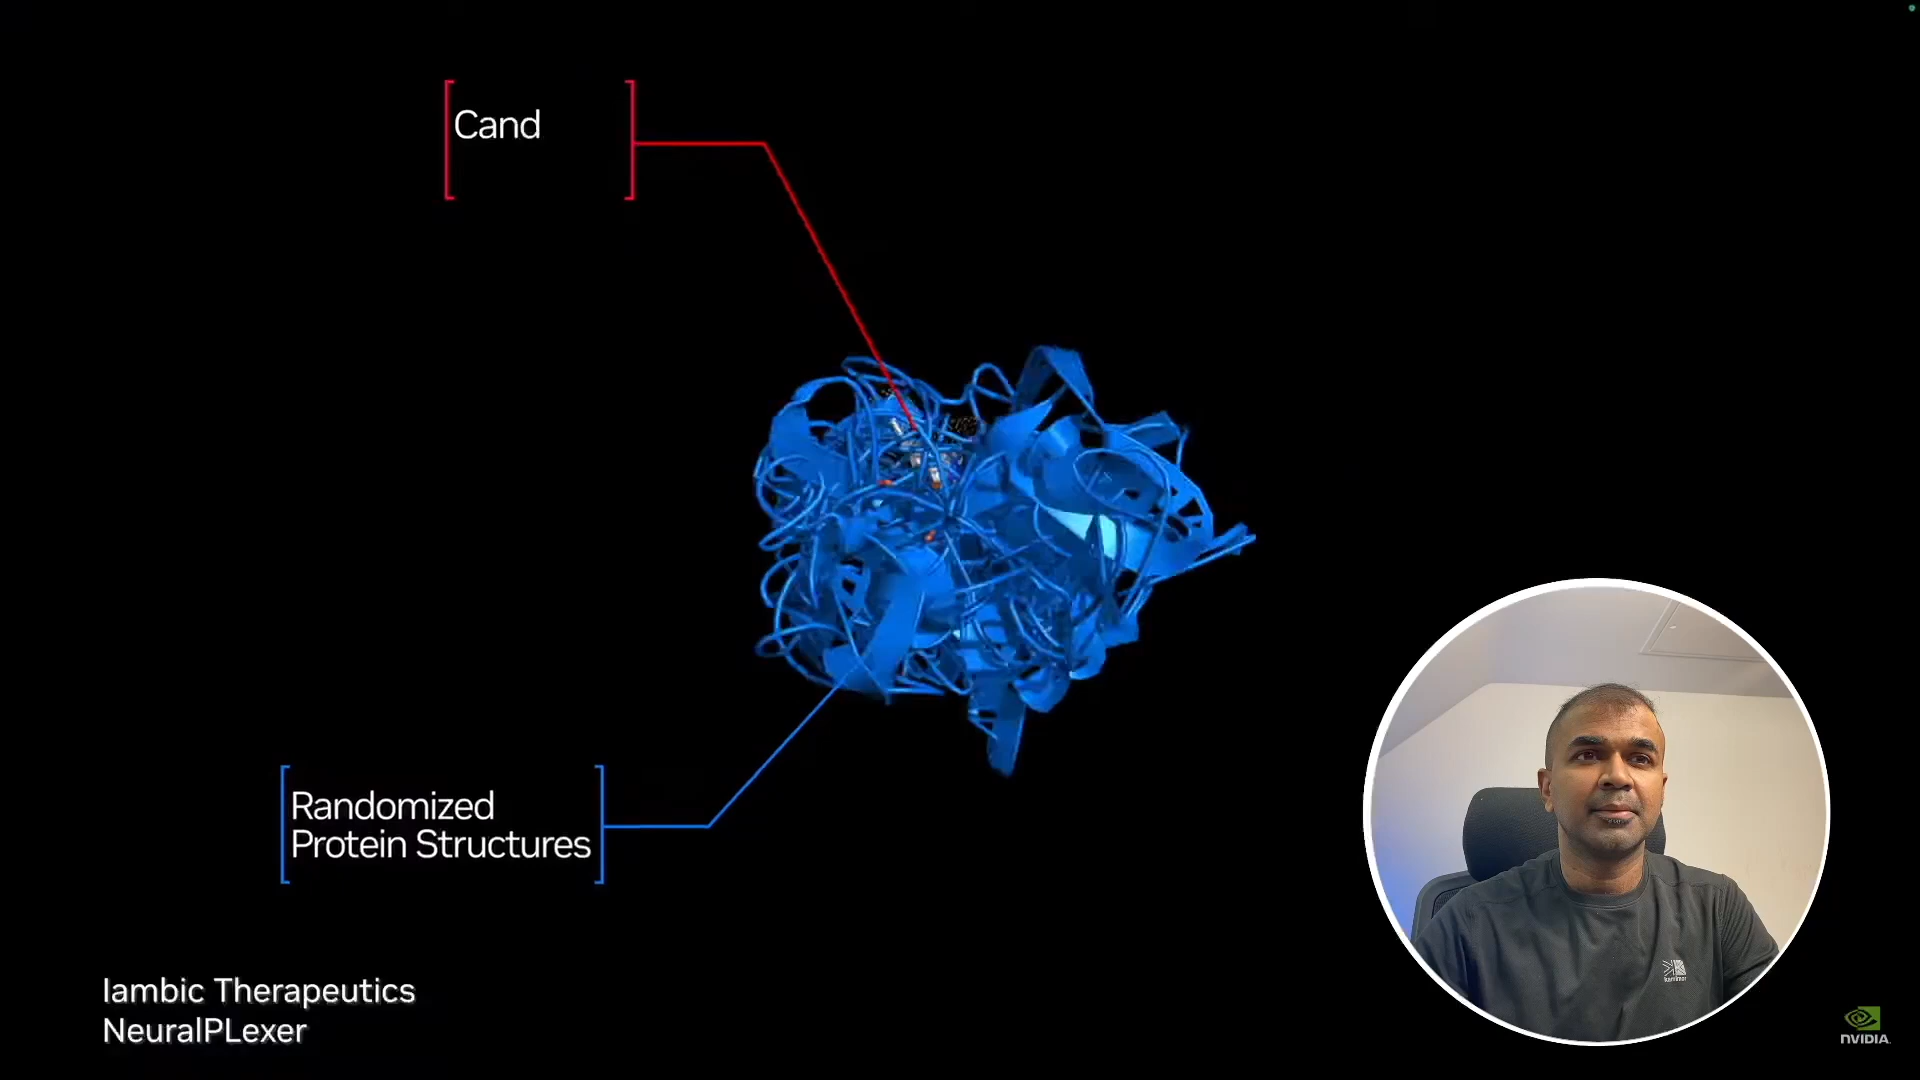 Cand
Randomized
Protein Structures
Iambic Therapeutics
NeuralPLexer
NVIDIA